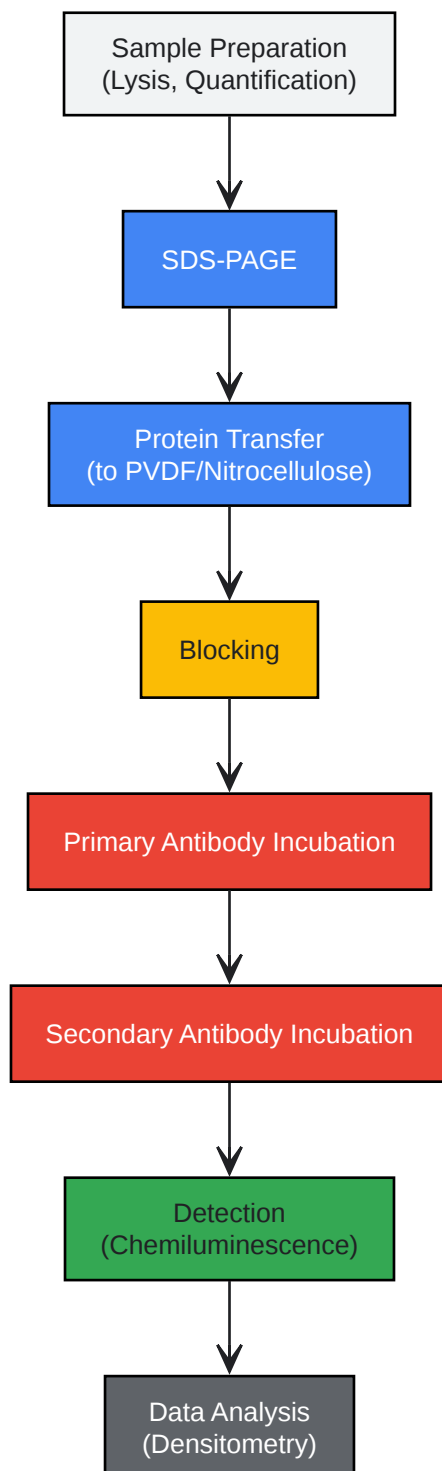 Sample Preparation
(Lysis, Quantification)
SDS-PAGE
Protein Transfer
(to PVDF/Nitrocellulose)
Blocking
Primary Antibody Incubation
Secondary Antibody Incubation
Detection
(Chemiluminescence)
Data Analysis
(Densitometry)